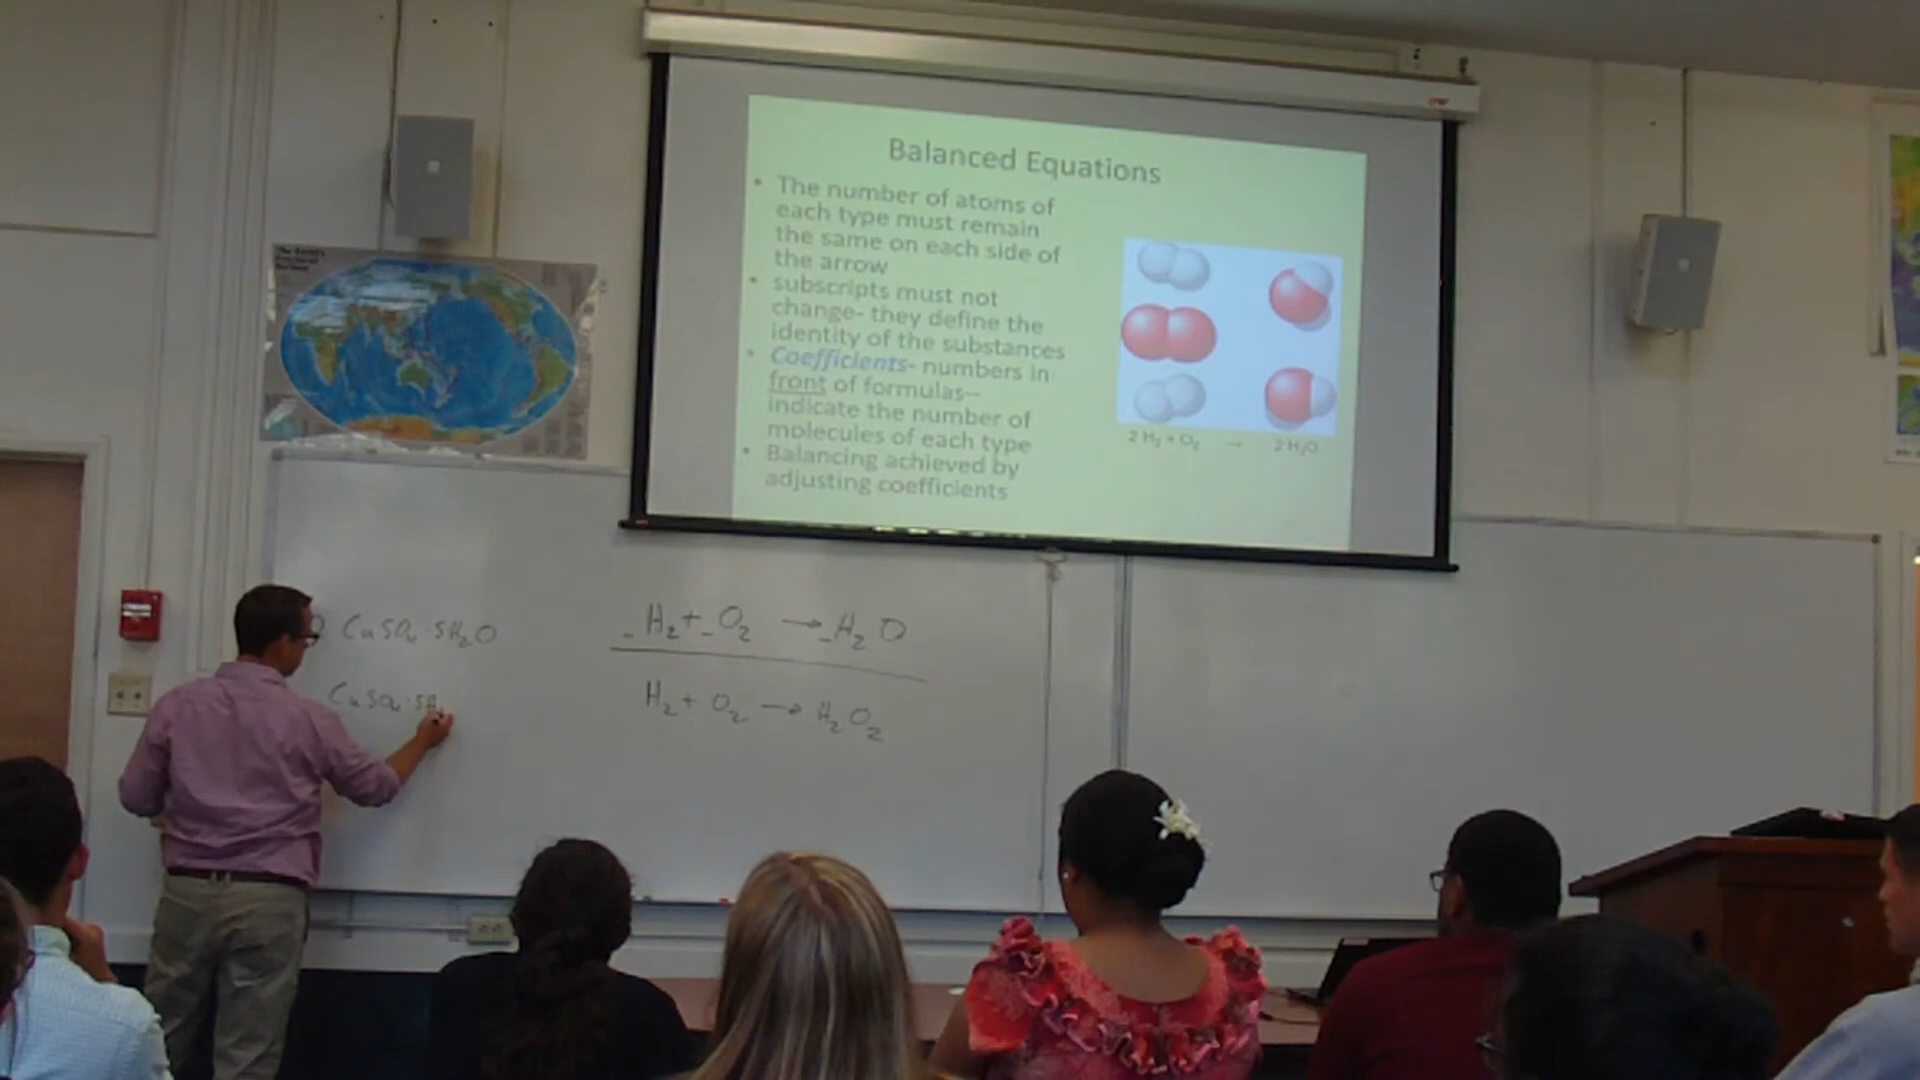 Balanced Equations
• The number of atoms of
each type must remain
the same on each side of
the arrow
• subscripts must not
change- they define the
identity of the substances
• Coefficients- numbers in
front of formulas--
indicate the number of
molecules of each type
• Balancing achieved by
adjusting coefficients
2 H₂ + O₂ → 2 H₂O
CuSO₄·5H₂O
CuSO₄·5H
_H₂+_O₂ →_H₂O
H₂+ O₂ → H₂O₂